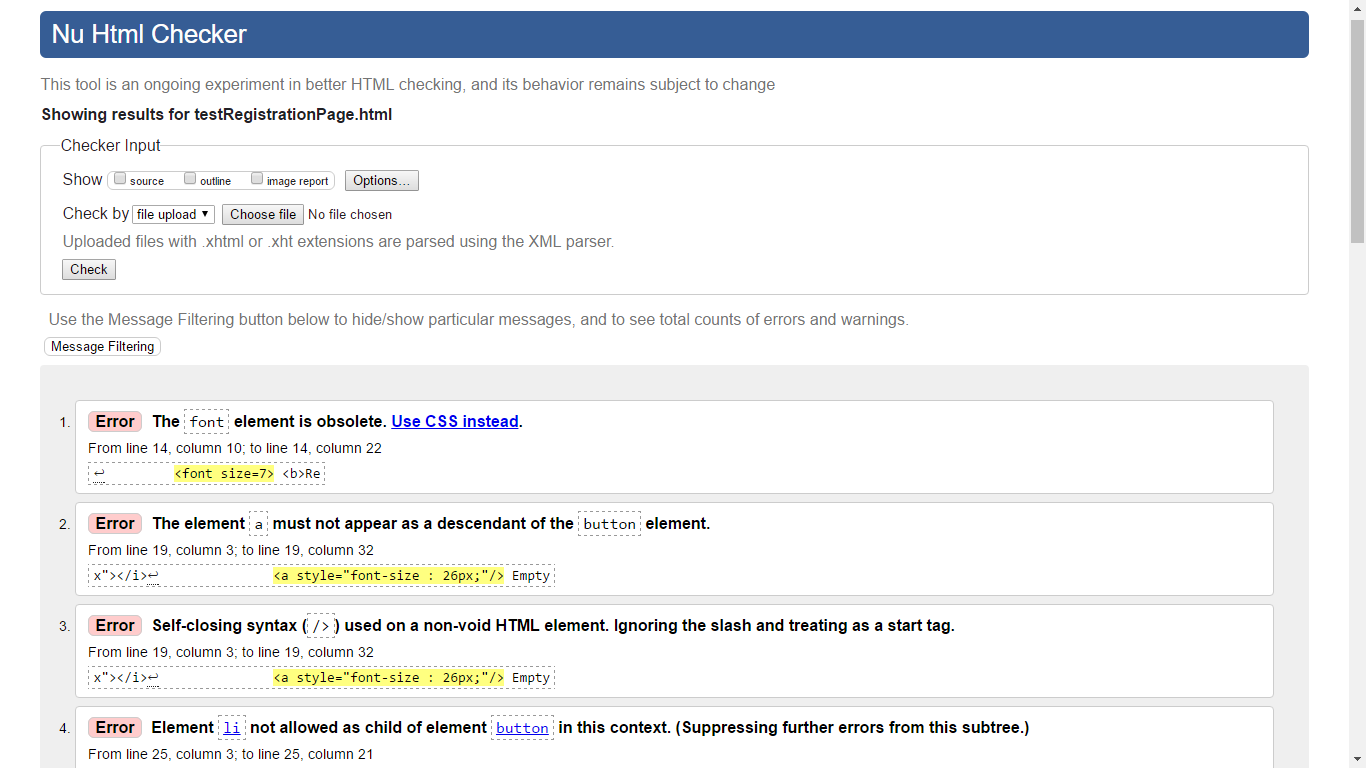 Nu Html Checker
This tool is an ongoing experiment in better HTML checking, and its behavior remains subject to change
Showing results for testRegistrationPage.html
Checker Input
Show source outline image report Options...
Check by file upload ▼ Choose file No file chosen
Uploaded files with .xhtml or .xht extensions are parsed using the XML parser.
Check
Use the Message Filtering button below to hide/show particular messages, and to see total counts of errors and warnings.
Message Filtering
1. Error The font element is obsolete. Use CSS instead.
From line 14, column 10; to line 14, column 22
↩ <font size=7> <b>Re
2. Error The element a must not appear as a descendant of the button element.
From line 19, column 3; to line 19, column 32
x"></i>↩ <a style="font-size : 26px;"/> Empty
3. Error Self-closing syntax (/>) used on a non-void HTML element. Ignoring the slash and treating as a start tag.
From line 19, column 3; to line 19, column 32
x"></i>↩ <a style="font-size : 26px;"/> Empty
4. Error Element li not allowed as child of element button in this context. (Suppressing further errors from this subtree.)
From line 25, column 3; to line 25, column 21